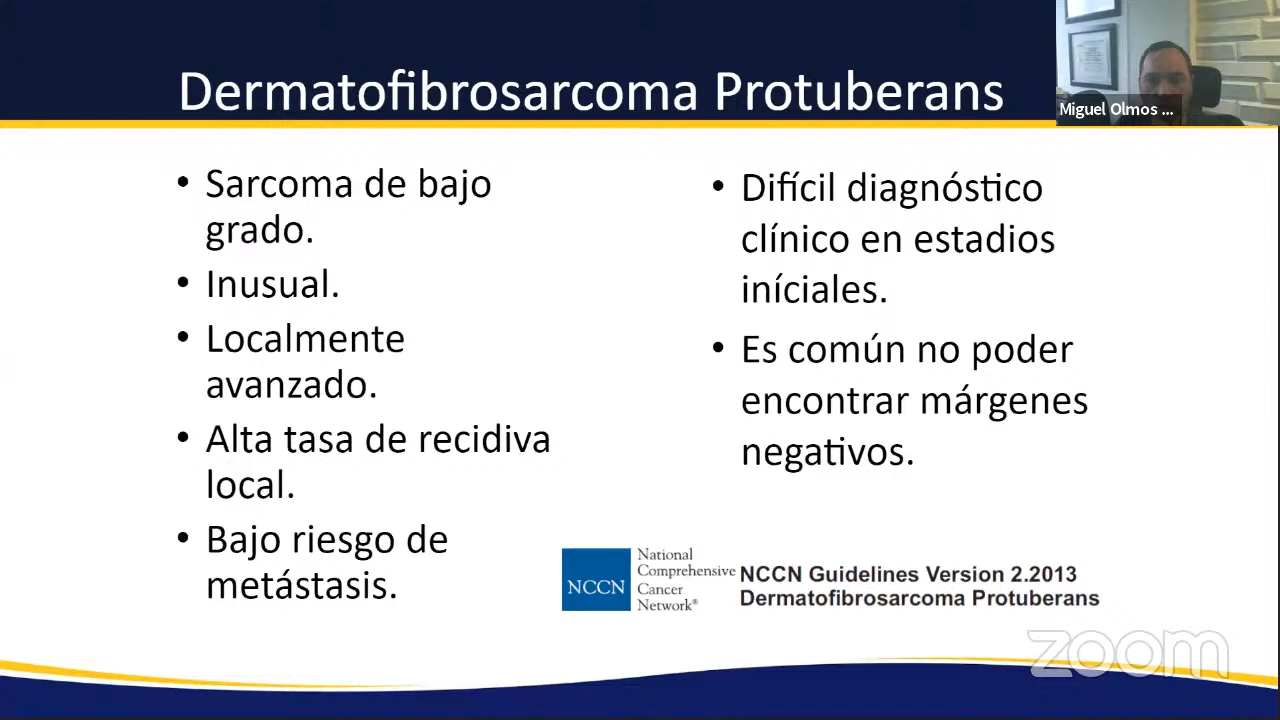 Dermatofibrosarcoma Protuberans
Miguel Olmos ...
• Sarcoma de bajo
grado.
• Inusual.
• Localmente
avanzado.
• Alta tasa de recidiva
local.
• Bajo riesgo de
metástasis.
• Difícil diagnóstico
clínico en estadios
iníciales.
• Es común no poder
encontrar márgenes
negativos.
NCCN
National
Comprehensive
Cancer
Network®
NCCN Guidelines Version 2.2013
Dermatofibrosarcoma Protuberans
zoom